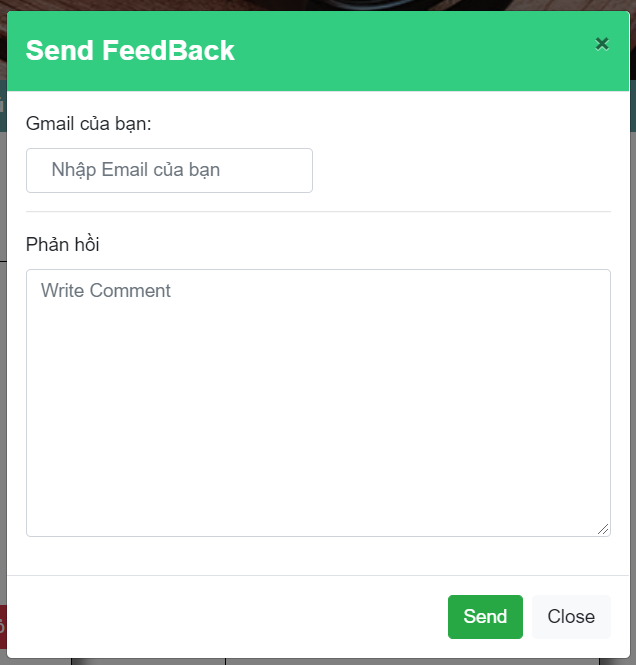 Send FeedBack
×
Gmail của bạn:
Nhập Email của bạn
Phản hồi
Write Comment
Send
Close